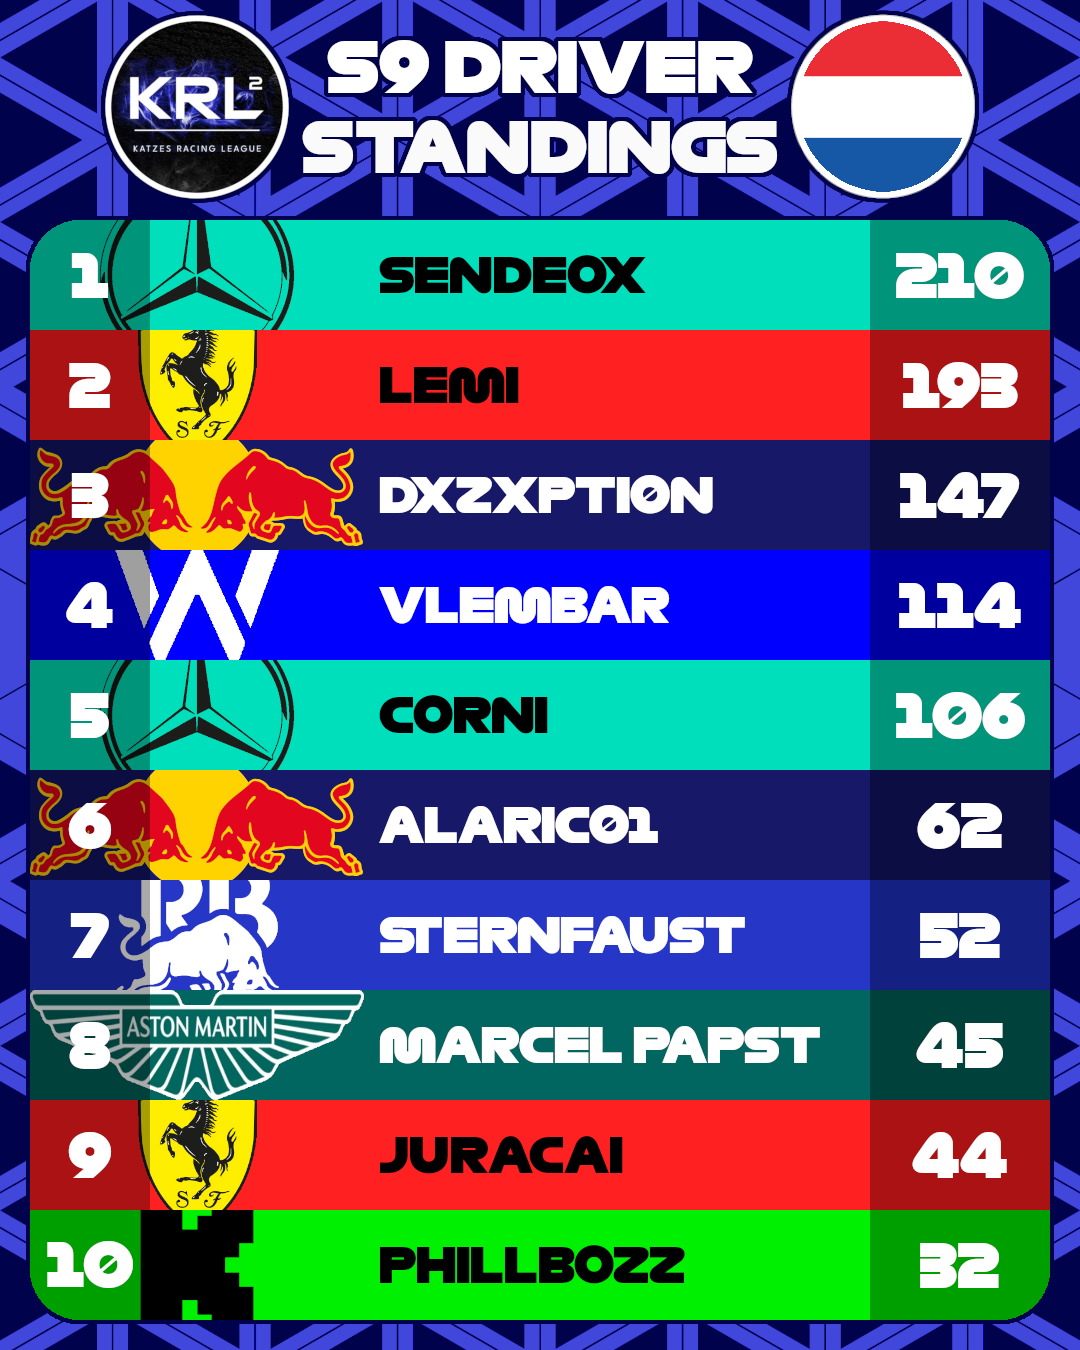 KRL²
KATZES RACING LEAGUE
S9 DRIVER
STANDINGS
1 SENDEOX 210
2 S F LEMI 193
3 DXZXPTION 147
4 W VLEMBAR 114
5 CORNI 106
6 ALARIC01 62
7 RB STERNFAUST 52
8 ASTON MARTIN MARCEL PAPST 45
9 S F JURACAI 44
10 K PHILLBOZZ 32